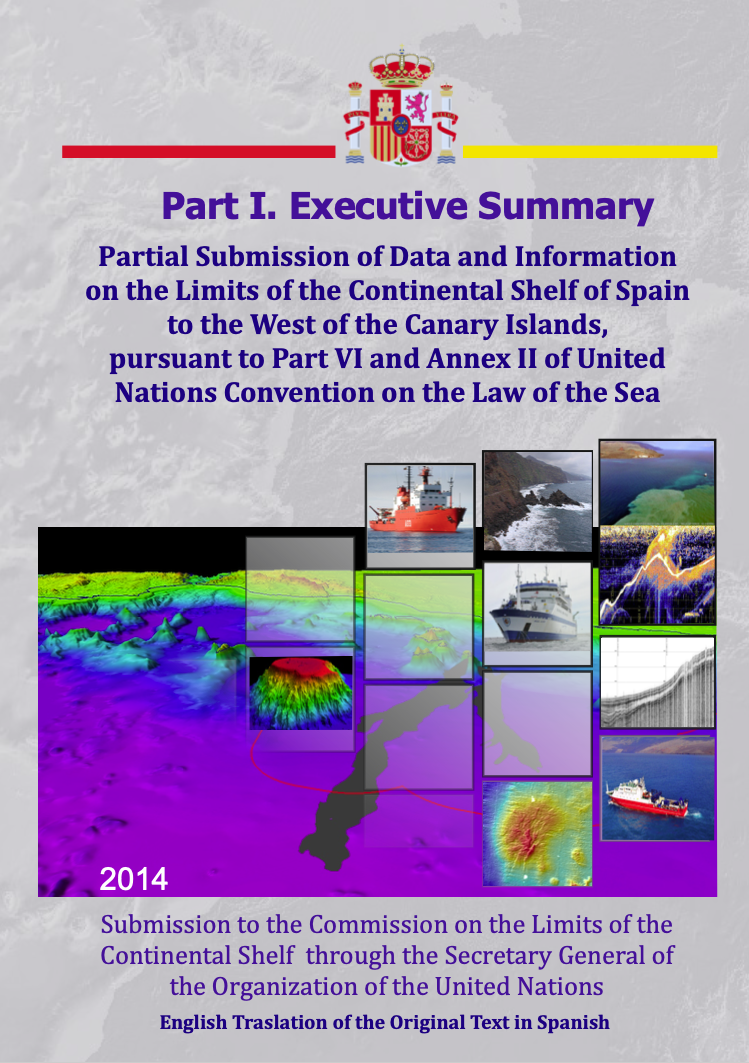 Part I. Executive Summary
Partial Submission of Data and Information
on the Limits of the Continental Shelf of Spain
to the West of the Canary Islands,
pursuant to Part VI and Annex II of United
Nations Convention on the Law of the Sea
2014
Submission to the Commission on the Limits of the
Continental Shelf through the Secretary General of
the Organization of the United Nations
English Traslation of the Original Text in Spanish